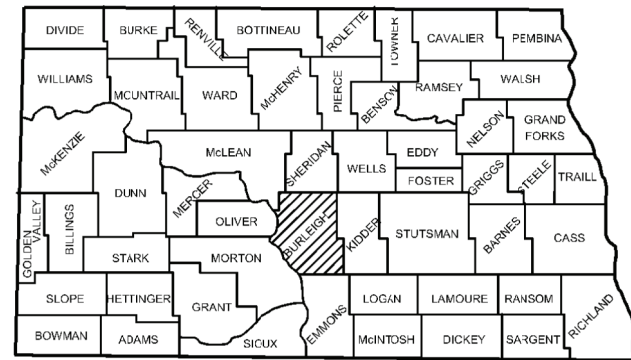 DIVIDE
BURKE
RENVILLE
BOTTINEAU
ROLETTE
TOWNER
CAVALIER
PEMBINA
WILLIAMS
MCUNTRAIL
WARD
McHENRY
PIERCE
BENSON
RAMSEY
WALSH
McKENZIE
McLEAN
SHERIDAN
WELLS
EDDY
FOSTER
NELSON
GRAND
FORKS
DUNN
MERCER
OLIVER
BURLEIGH
KIDDER
STUTSMAN
GRIGGS
STEELE
TRAILL
GOLDEN
VALLEY
BILLINGS
STARK
MORTON
BARNES
CASS
SLOPE
HETTINGER
GRANT
EMMONS
LOGAN
LAMOURE
RANSOM
RICHLAND
BOWMAN
ADAMS
SIOUX
McINTOSH
DICKEY
SARGENT